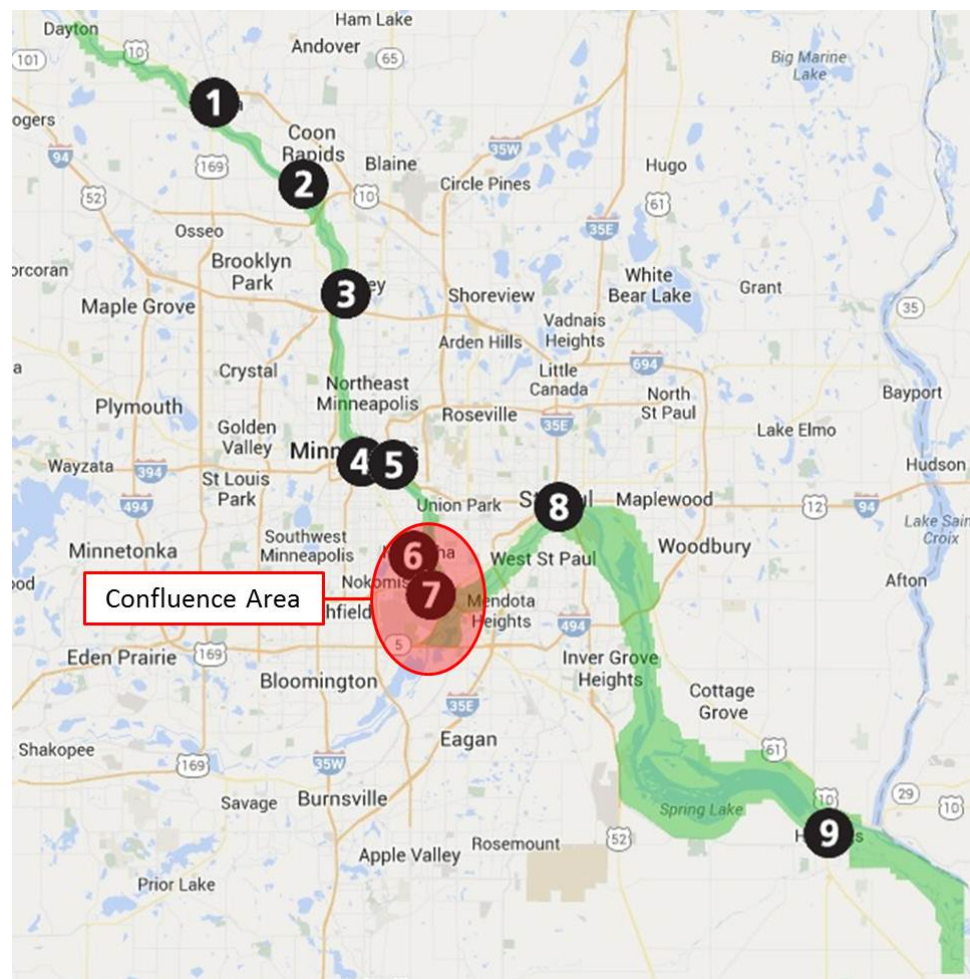 Dayton
Ham Lake
10
101
Andover
65
Big Marine
Lake
1
ogers
Coon
Rapids
94
169
Blaine
35W
2
10
Circle Pines
Hugo
52
61
Osseo
35E
orcoran
Brooklyn
Park
White
Bear Lake
Grant
3
ey
Shoreview
Maple Grove
35
Vadnais
Heights
Arden Hills
a
Crystal
Little
Canada
694
Northeast
Minneapolis
North
St Paul
Bayport
Plymouth
Roseville
Golden
Valley
35E
Lake Elmo
Minn
4
5
s
Wayzata
394
Hudson
St Louis
Park
494
Union Park
8
Maplewood
12
94
Lake Sain
Croix
Southwest
Minneapolis
Minnetonka
6
ha
West St Paul
Woodbury
ood
Nokomis
Afton
7
Confluence Area
hfield
Mendota
Heights
494
5
Eden Prairie
169
Inver Grove
Heights
Bloomington
Cottage
Grove
35E
Shakopee
Eagan
61
169
35W
Savage
Burnsville
Spring Lake
10
29
10
H
9
s
52
Rosemount
Apple Valley
Prior Lake